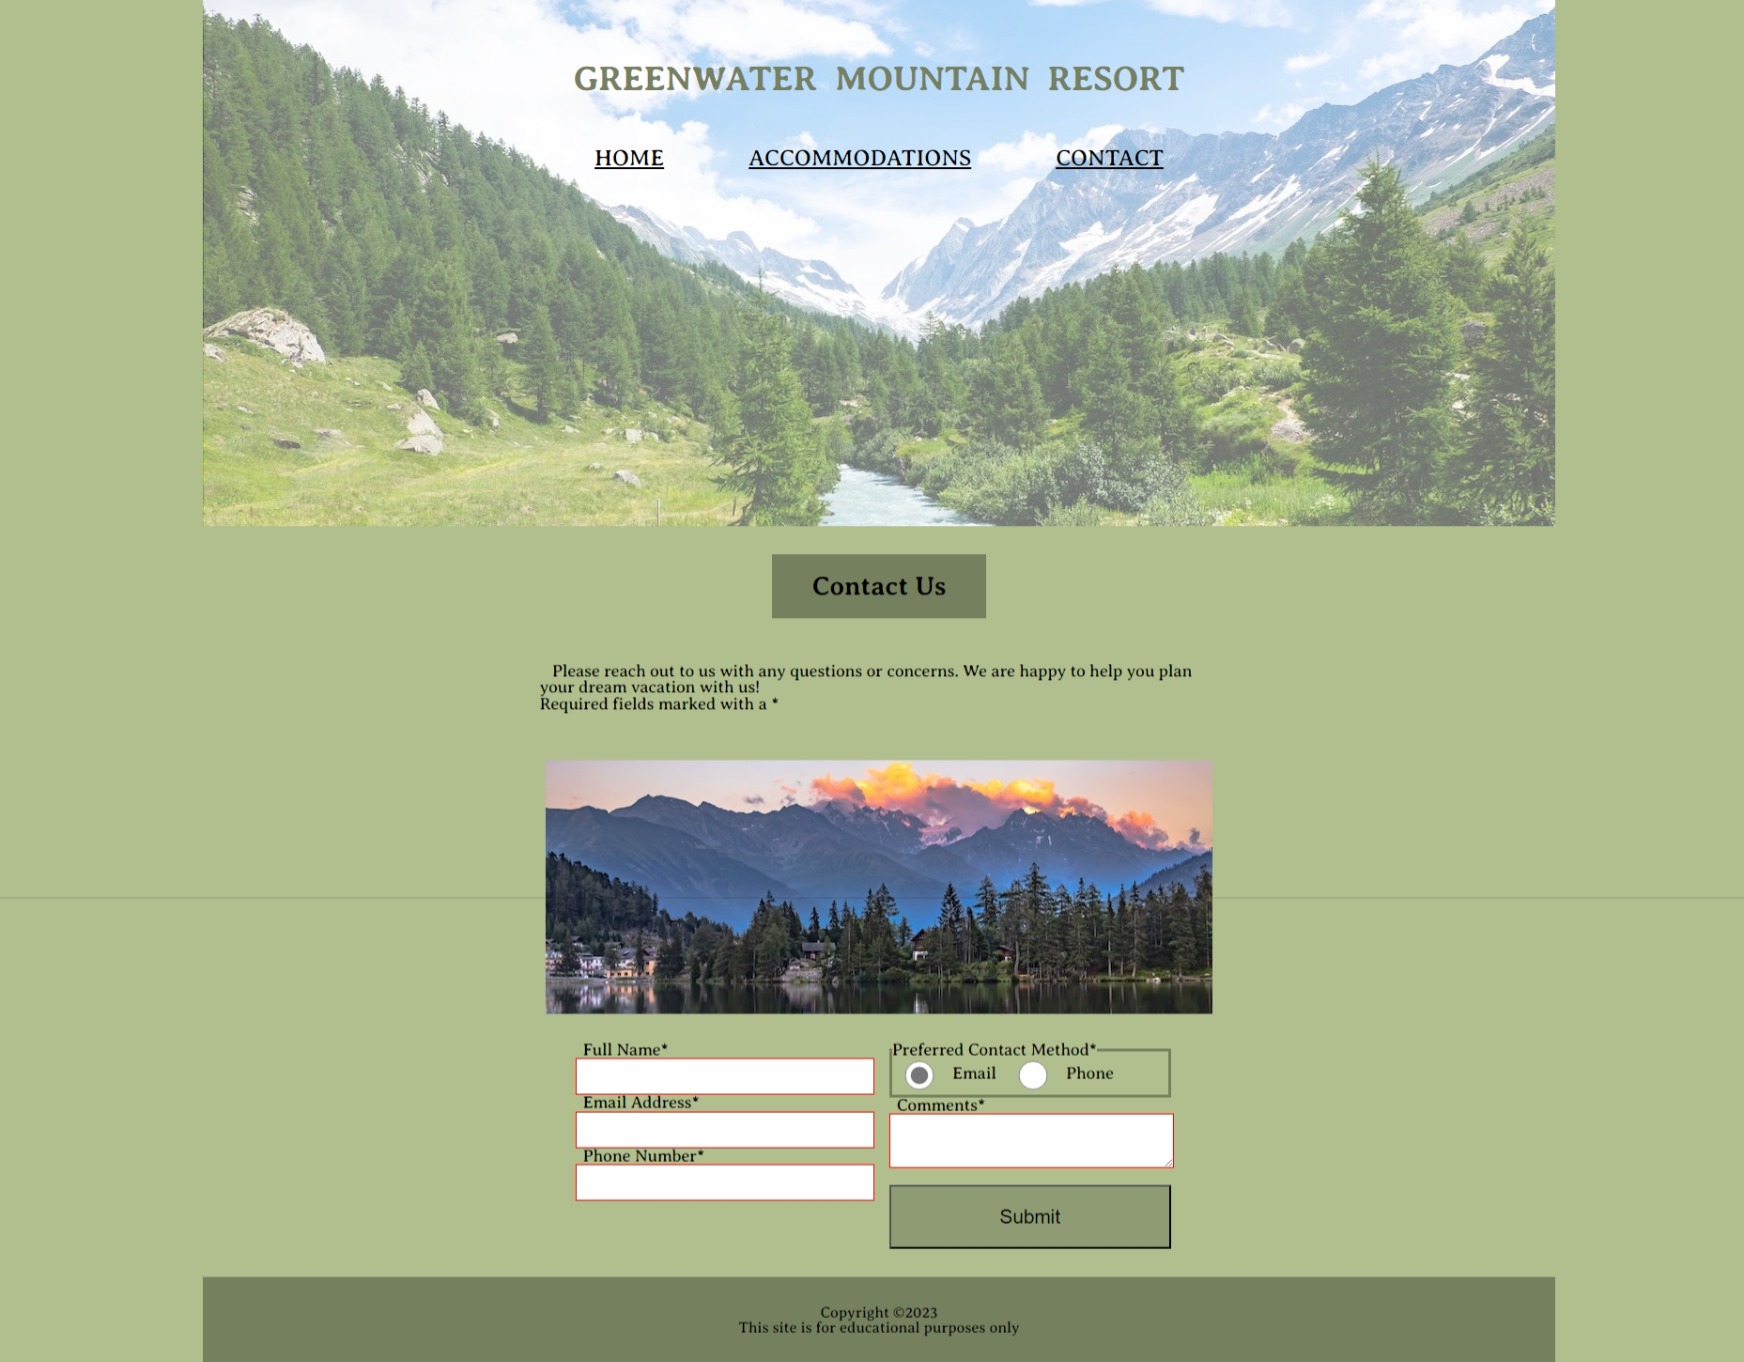 GREENWATER MOUNTAIN RESORT
HOME ACCOMMODATIONS CONTACT
Contact Us
Please reach out to us with any questions or concerns. We are happy to help you plan
your dream vacation with us!
Required fields marked with a *
Full Name*
Email Address*
Phone Number*
Preferred Contact Method*
Email Phone
Comments*
Submit
Copyright ©2023
This site is for educational purposes only